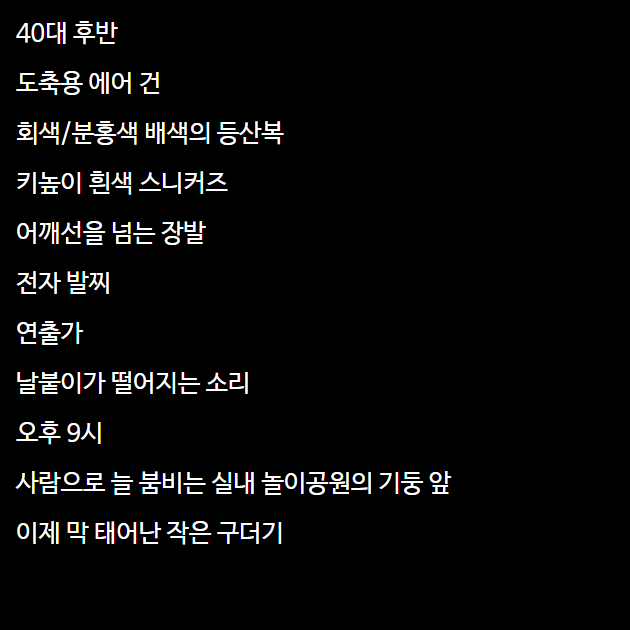 40대 후반
도축용 에어 건
회색/분홍색 배색의 등산복
키높이 흰색 스니커즈
어깨선을 넘는 장발
전자 발찌
연출가
날붙이가 떨어지는 소리
오후 9시
사람으로 늘 붐비는 실내 놀이공원의 기둥 앞
이제 막 태어난 작은 구더기